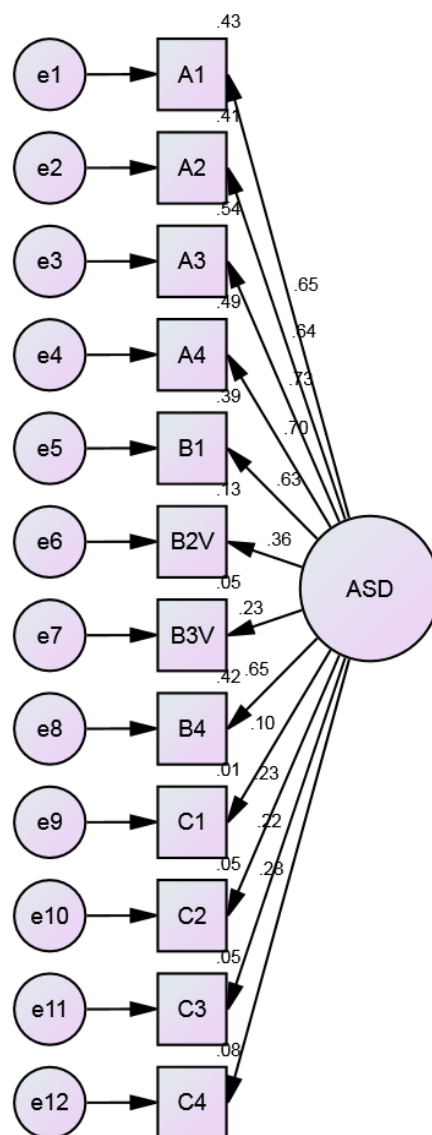 .43
e1 A1
.41
e2 A2
.54
e3 A3
.65
.49
.64
e4 A4
.73
.39
.70
e5 B1
.63
.13
e6 B2V
.36
.05
ASD
e7 B3V
.23
.42
.65
e8 B4
.10
.01
.23
e9 C1
.22
.05
.28
e10 C2
.05
e11 C3
.08
e12 C4